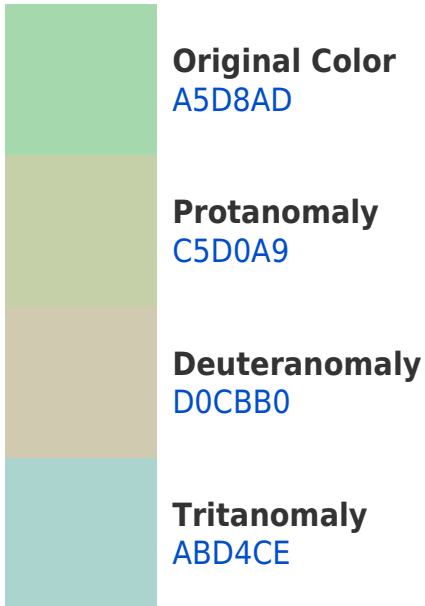 Original Color
A5D8AD
Protanomaly
C5D0A9
Deuteranomaly
D0CBB0
Tritanomaly
ABD4CE